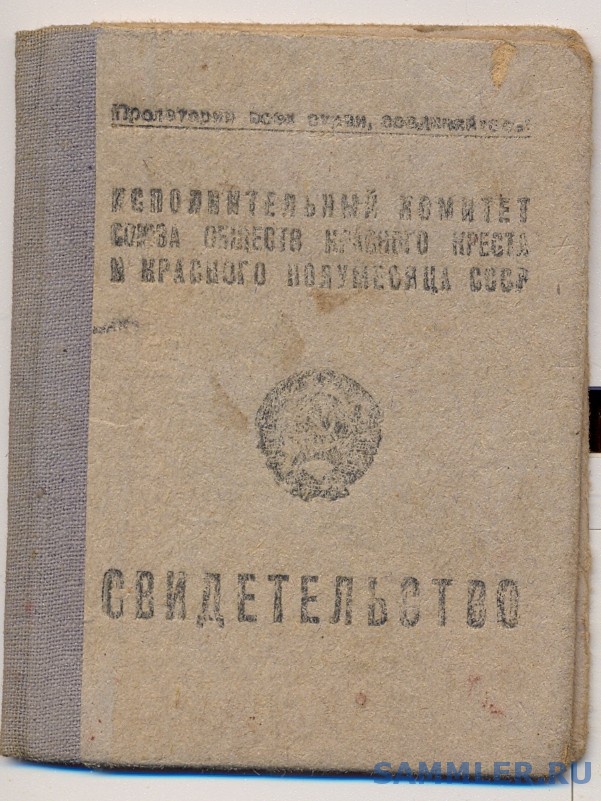 Пролетарии всех стран, соединяйтесь!
ИСПОЛНИТЕЛЬНЫЙ КОМИТЕТ
СОЮЗА ОБЩЕСТВ КРАСНОГО КРЕСТА
И КРАСНОГО ПОЛУМЕСЯЦА СССР
СВИДЕТЕЛЬСТВО
SAMMLER.RU